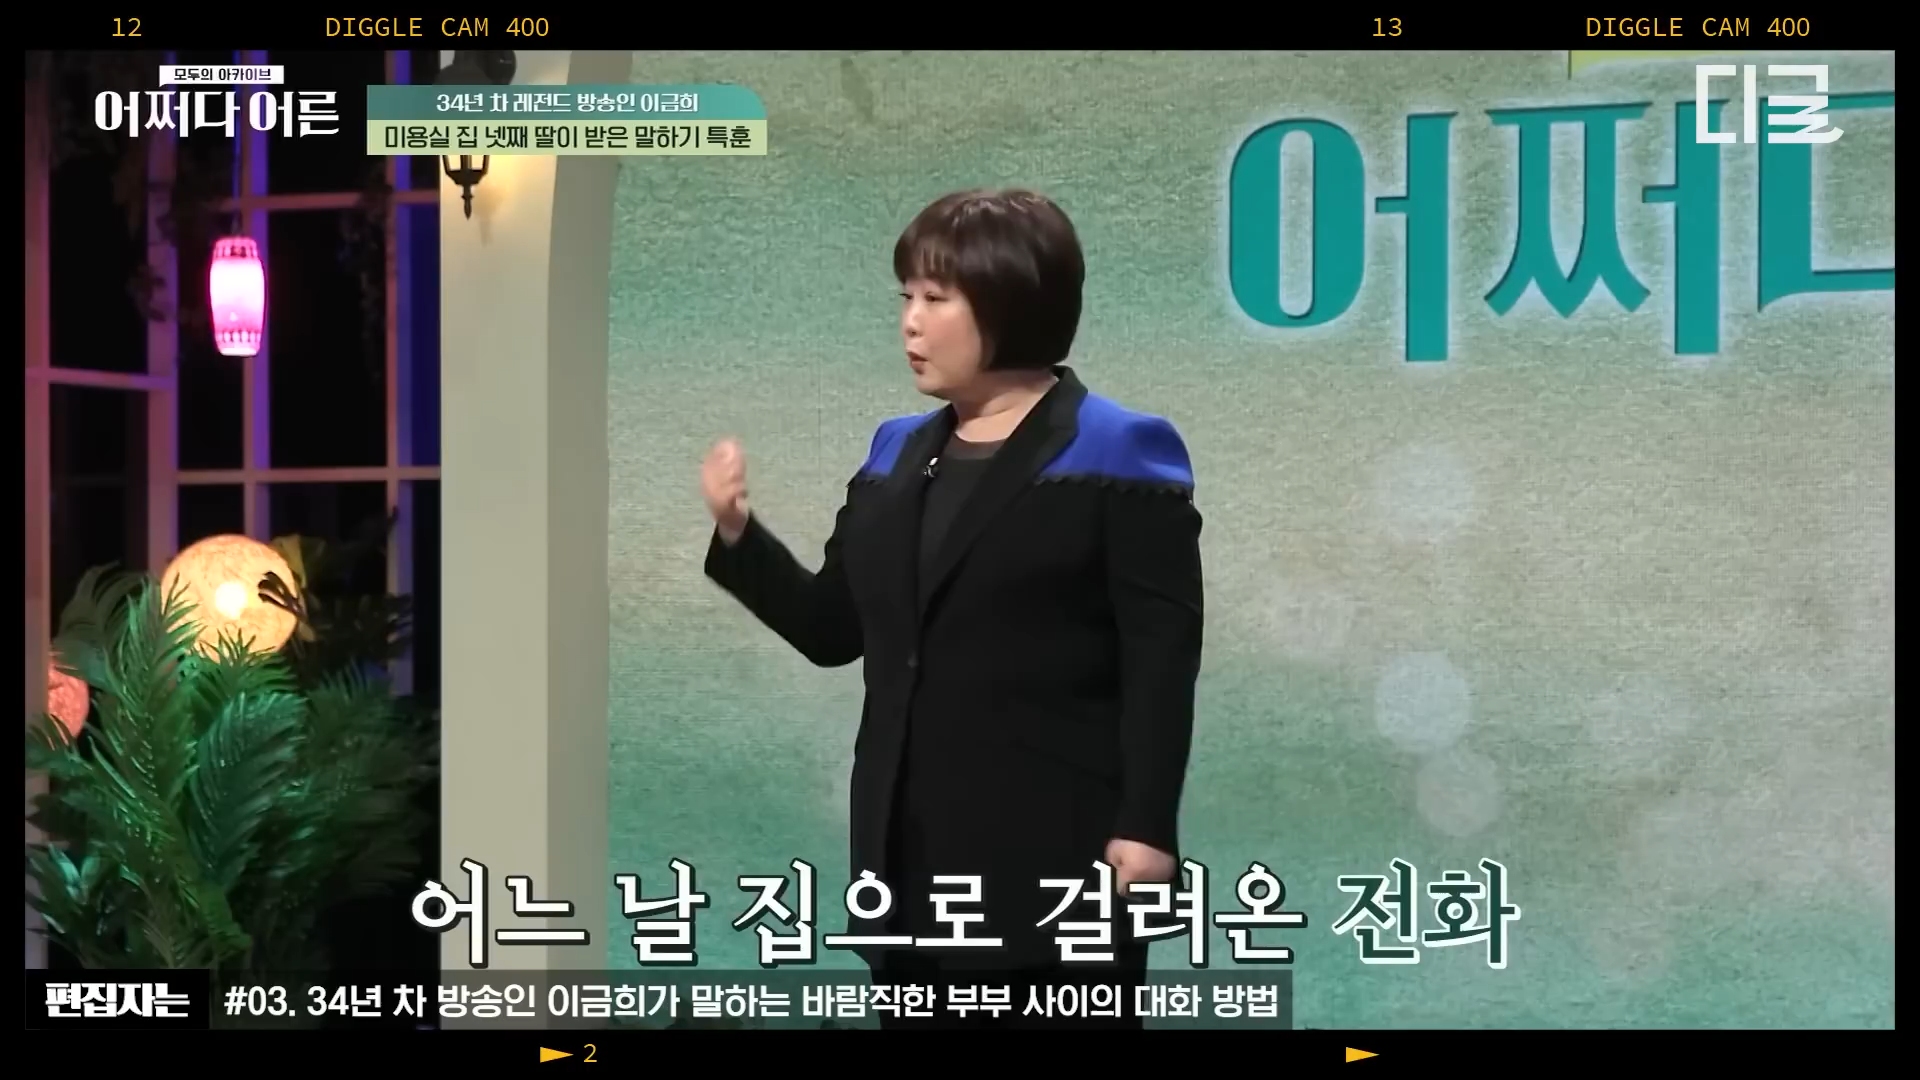 12 DIGGLE CAM 400 13 DIGGLE CAM 400
모두의 아카이브
어쩌다 어른
34년 차 레전드 방송인 이금희
미용실 집 넷째 딸이 받은 말하기 특훈
디글
어쩌다
어느 날 집으로 걸려온 전화
편집자는 #03. 34년 차 방송인 이금희가 말하는 바람직한 부부 사이의 대화 방법
2